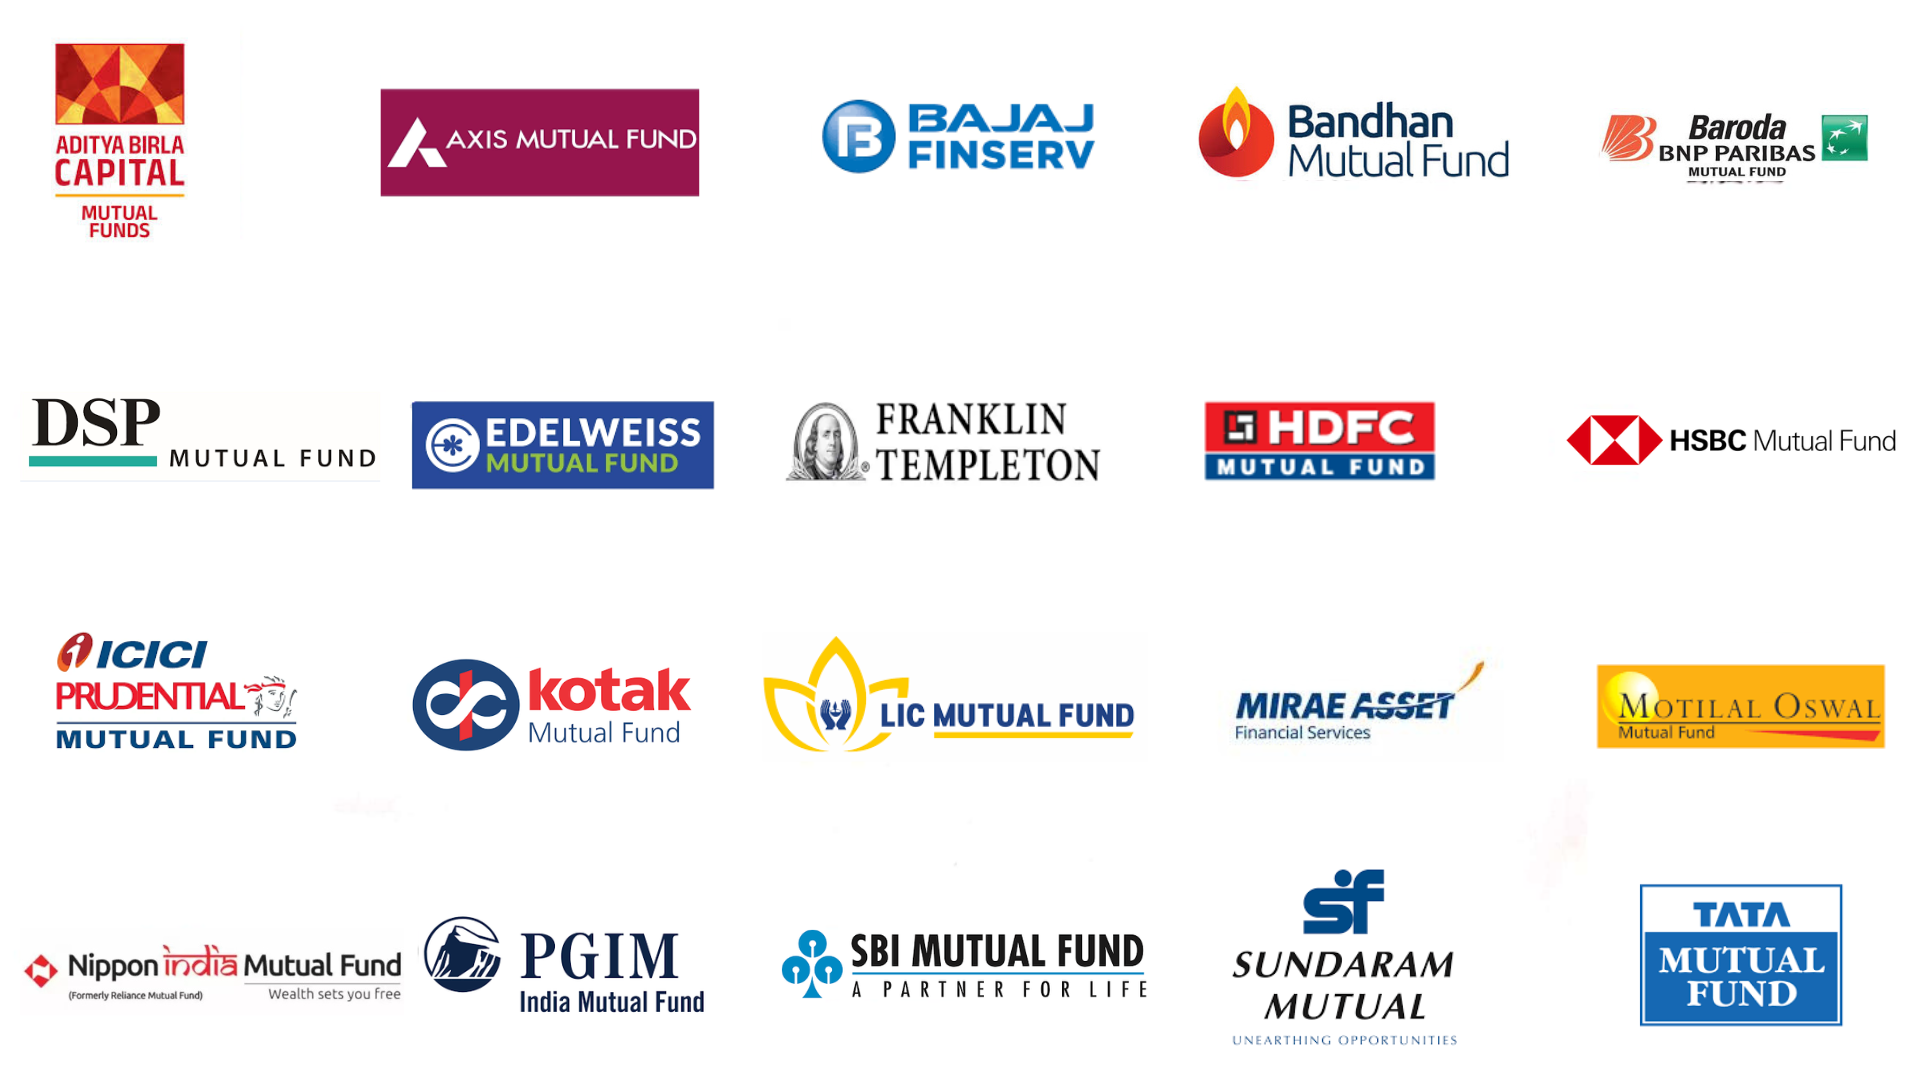 ADITYA BIRLA
CAPITAL
MUTUAL
FUNDS
AXIS MUTUAL FUND
BAJAJ
FINSERV
Bandhan
Mutual Fund
Baroda
BNP PARIBAS
MUTUAL FUND
DSP
MUTUAL FUND
EDELWEISS
MUTUAL FUND
FRANKLIN
TEMPLETON
®
HDFC
MUTUAL FUND
HSBC Mutual Fund
ICICI
PRUDENTIAL
MUTUAL FUND
kotak
Mutual Fund
LIC MUTUAL FUND
MIRAE ASSET
Financial Services
MOTILAL OSWAL
Mutual Fund
Nippon india Mutual Fund
(Formerly Reliance Mutual Fund)
Wealth sets you free
PGIM
India Mutual Fund
SBI MUTUAL FUND
A PARTNER FOR LIFE
sf
SUNDARAM
MUTUAL
UNEARTHING OPPORTUNITIES
TATA
MUTUAL
FUND